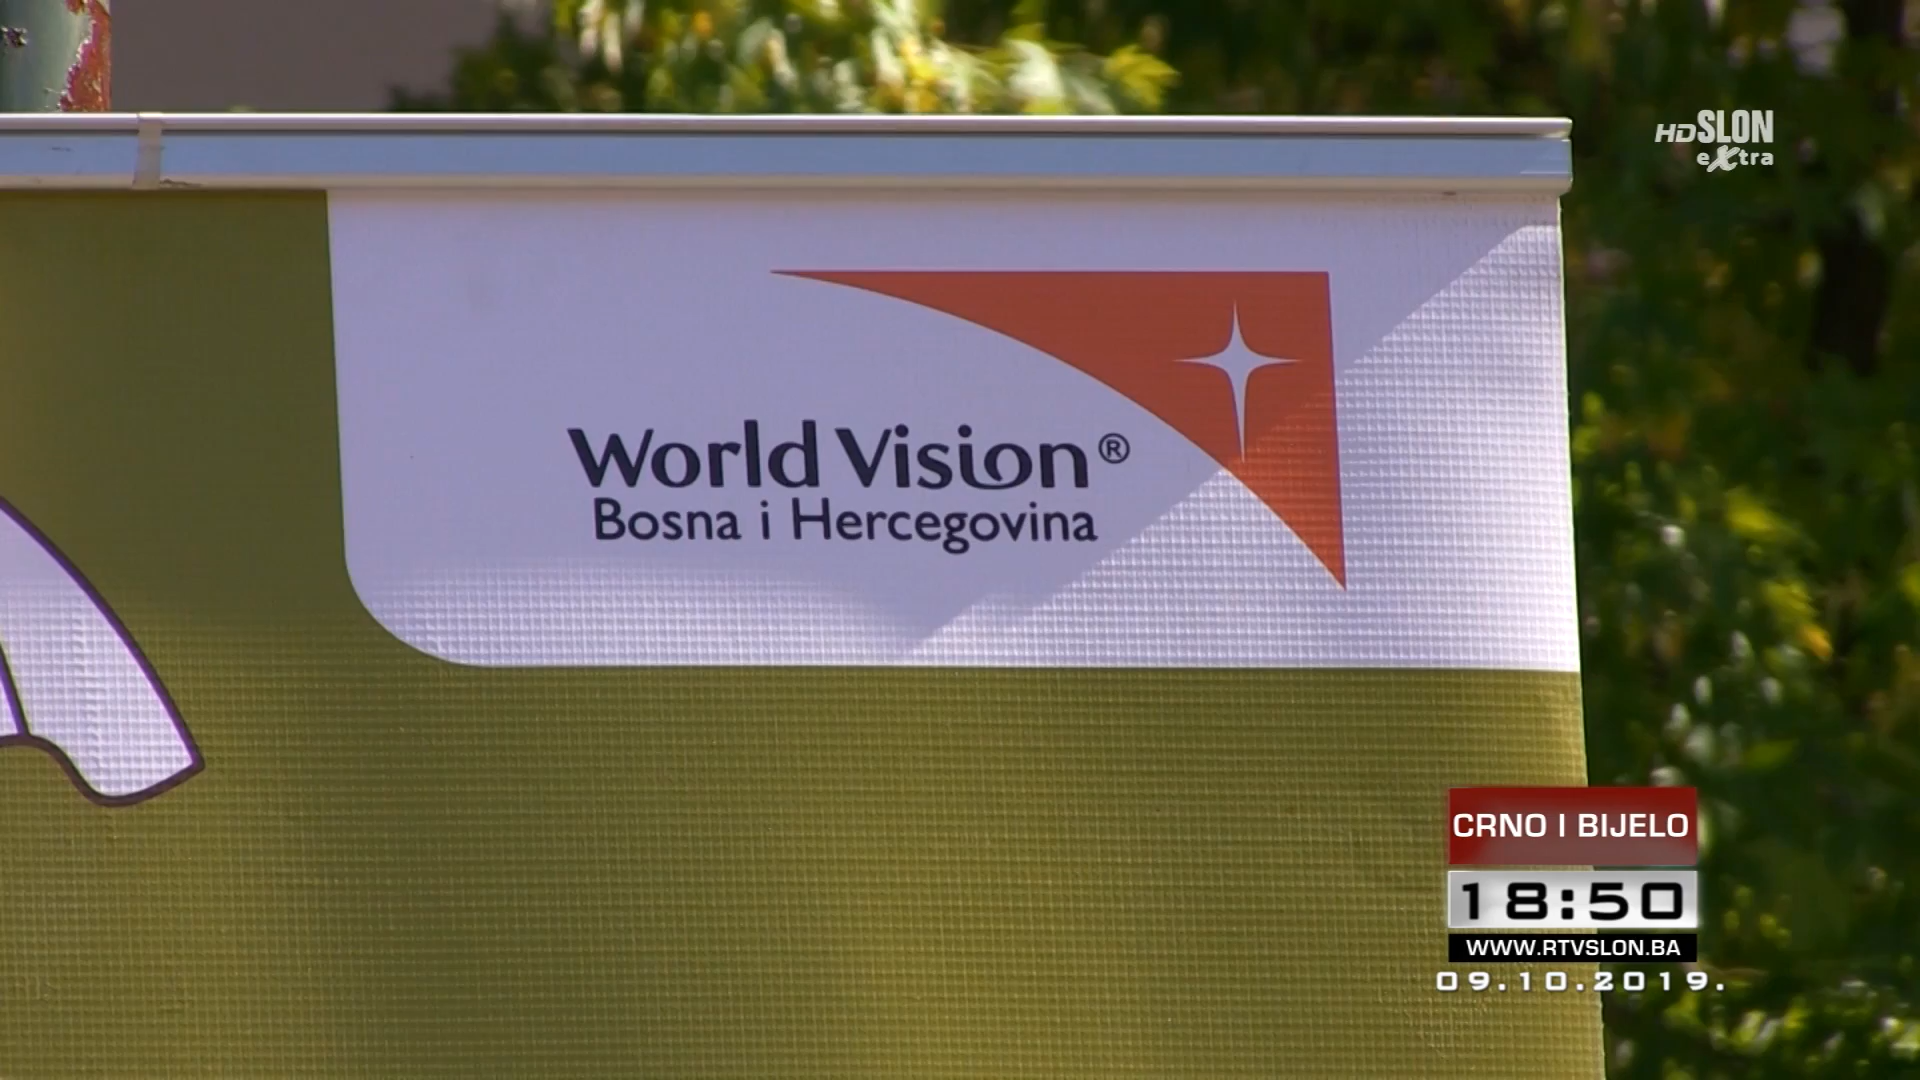 HD SLON
eXtra
World Vision®
Bosna i Hercegovina
CRNO I BIJELO
18:50
WWW.RTVSLON.BA
09.10.2019.